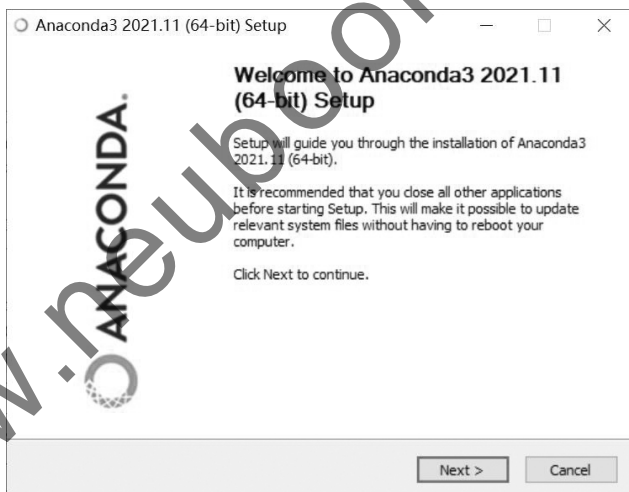 Anaconda3 2021.11 (64-bit) Setup
Welcome to Anaconda3 2021.11
(64-bit) Setup
Setup will guide you through the installation of Anaconda3
2021.11 (64-bit).
It is recommended that you close all other applications
before starting Setup. This will make it possible to update
relevant system files without having to reboot your
computer.
Click Next to continue.
ANACONDA.
Next >
Cancel
w.neuboo